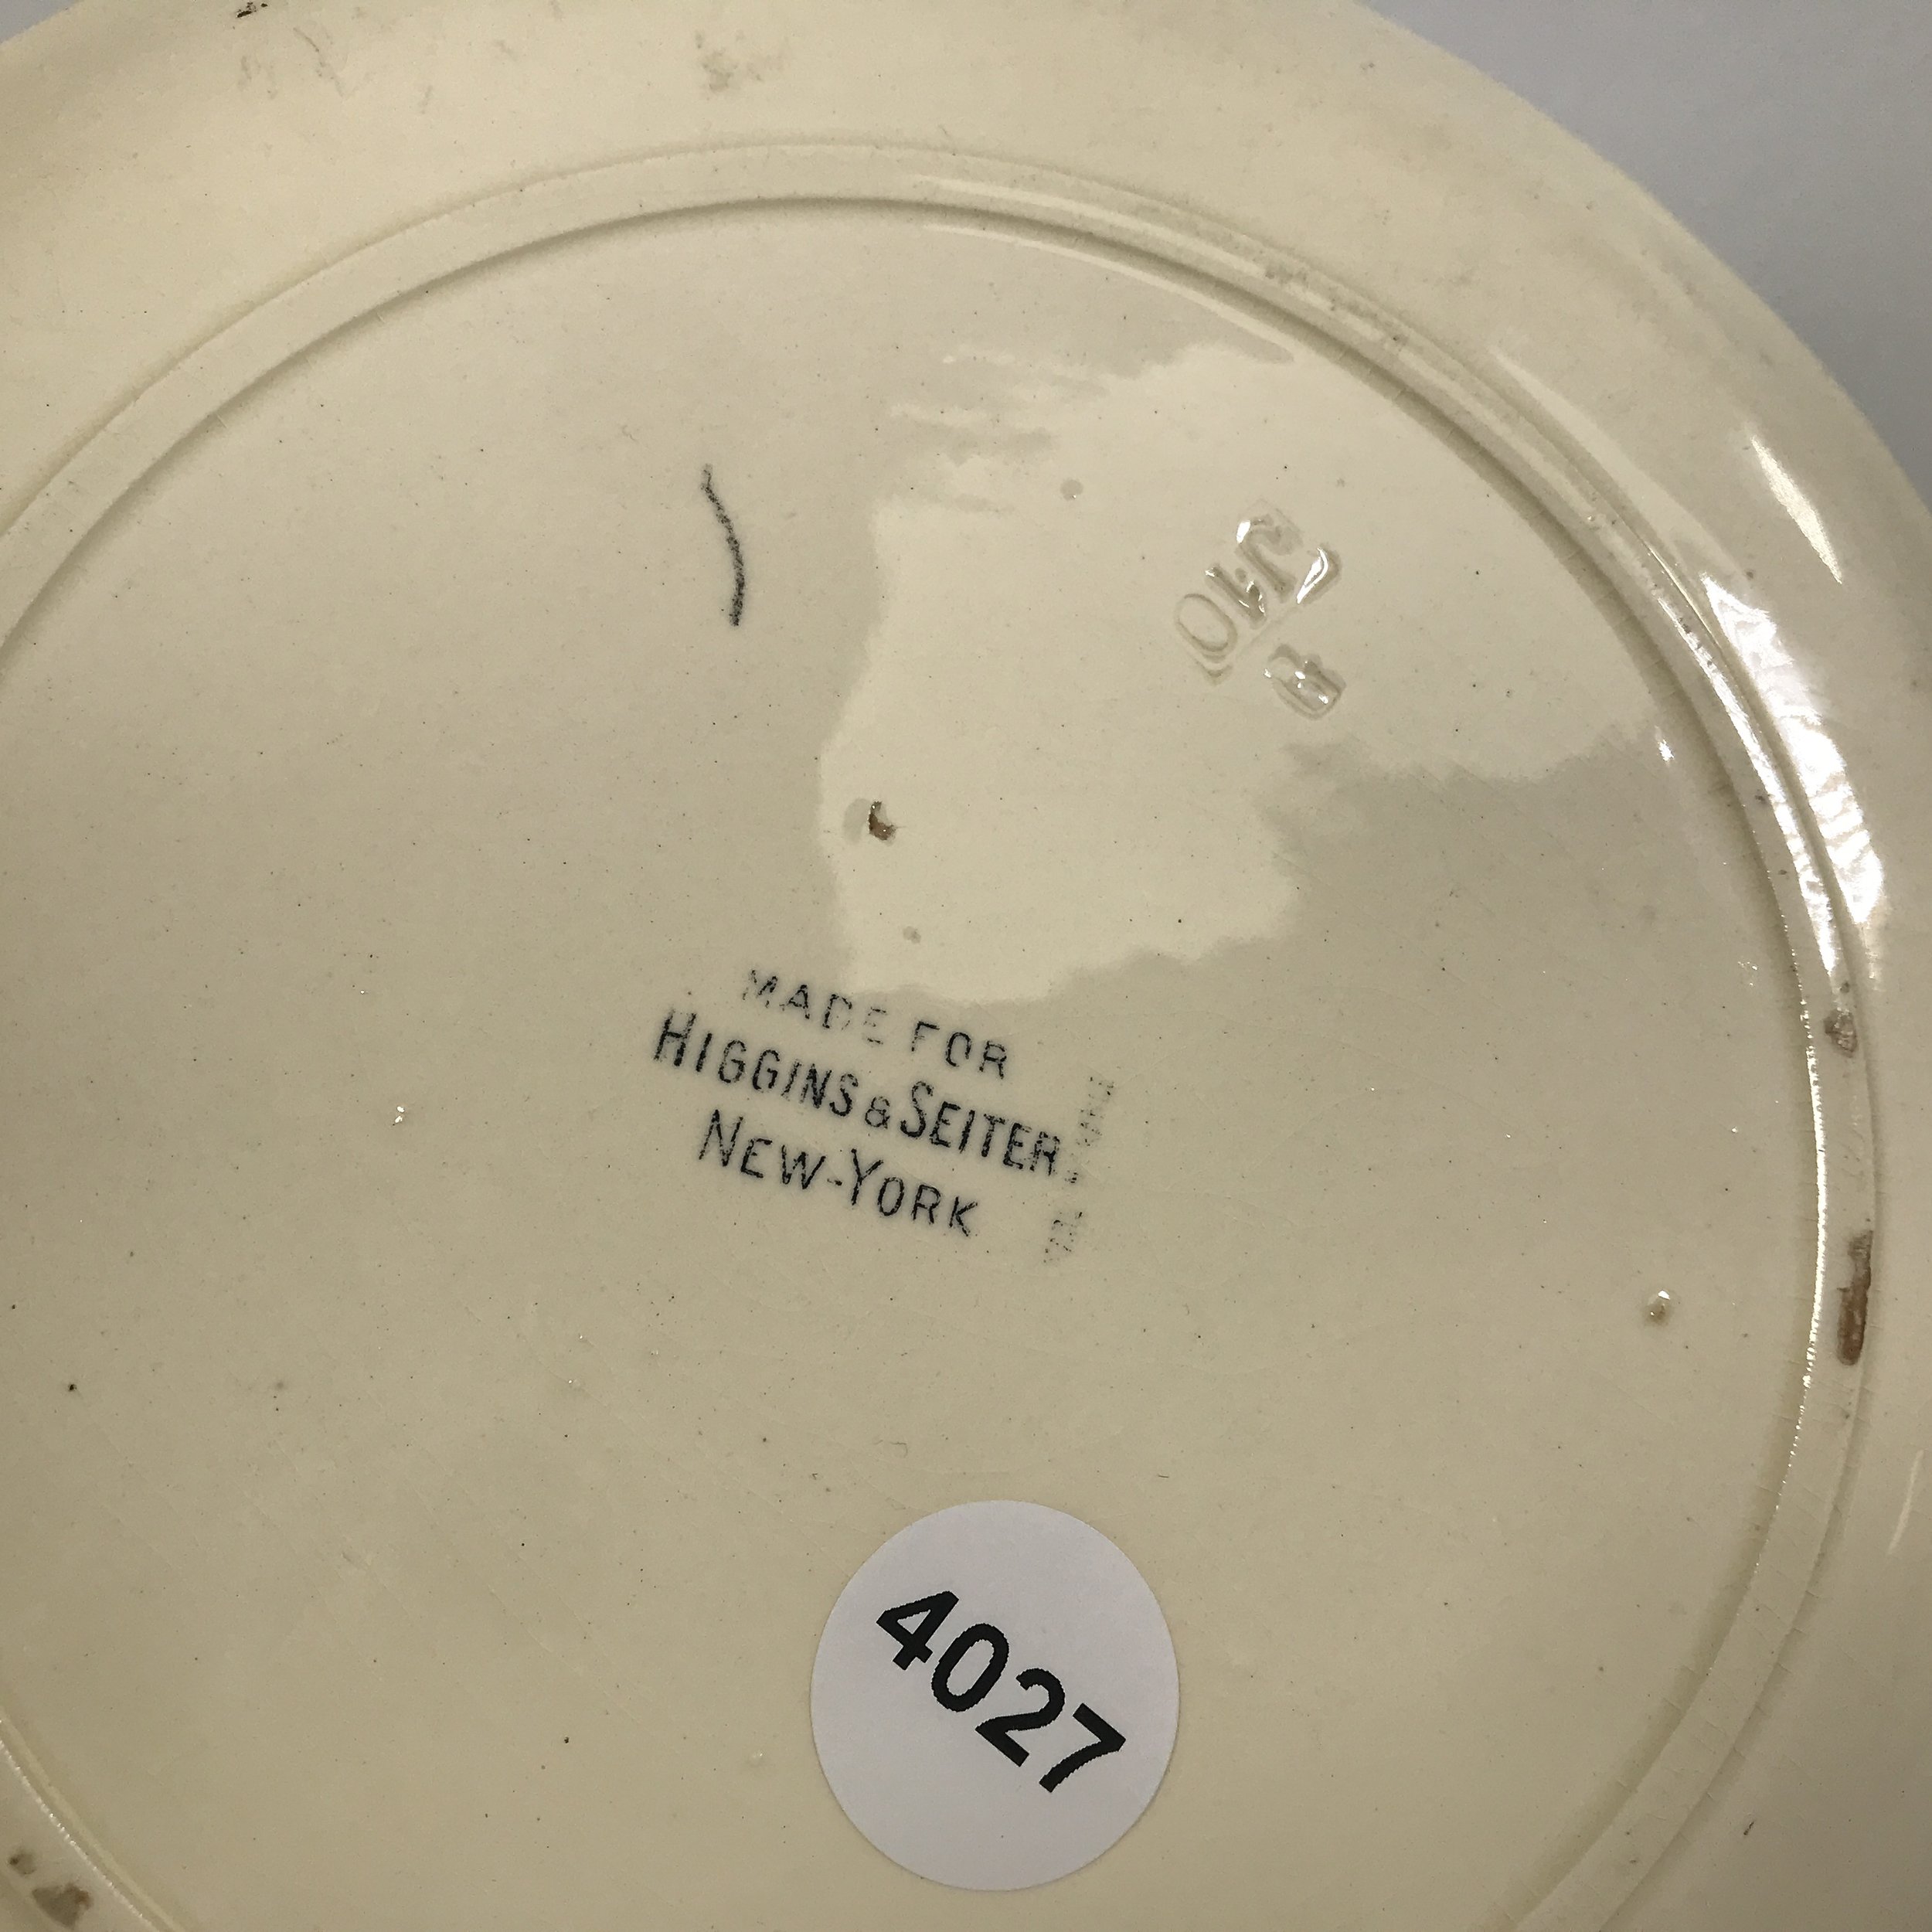 MADE FOR
HIGGINS & SEITER
NEW-YORK
4027